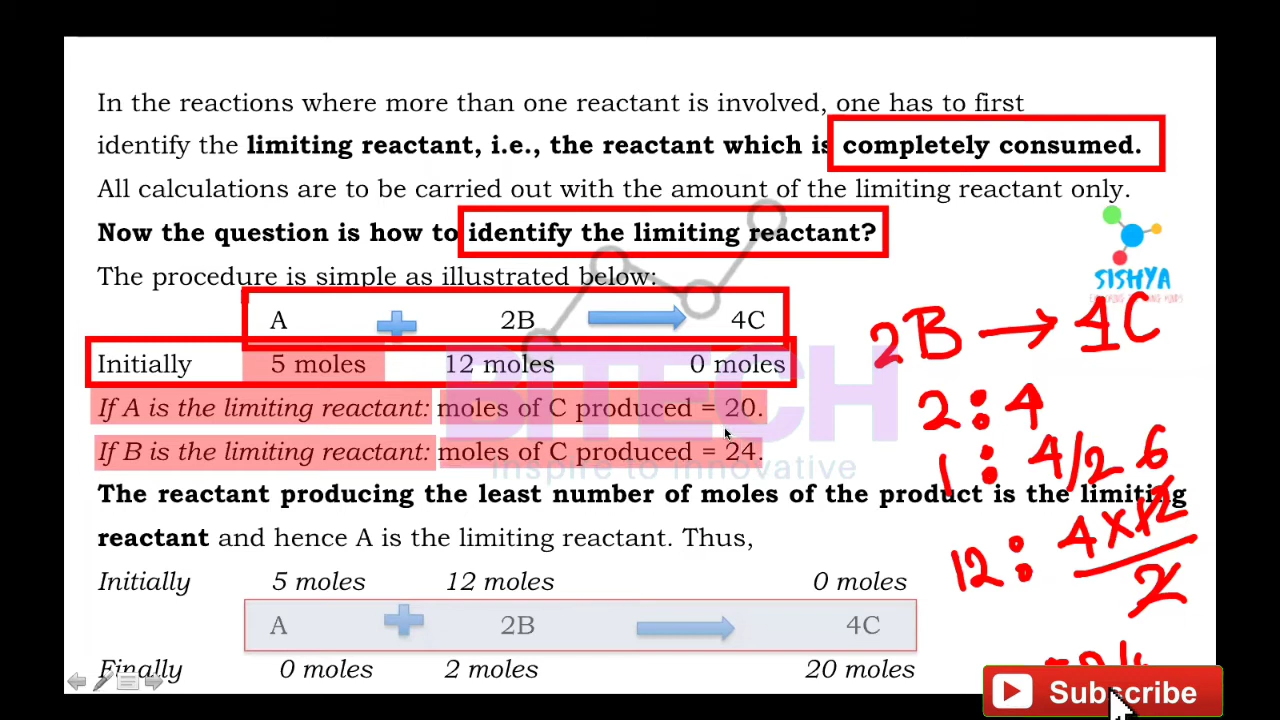 In the reactions where more than one reactant is involved, one has to first
identify the limiting reactant, i.e., the reactant which is completely consumed.
All calculations are to be carried out with the amount of the limiting reactant only.
Now the question is how to identify the limiting reactant?
The procedure is simple as illustrated below:
SISHYA
A + 2B → 4C
2B → 4C
Initially 5 moles 12 moles 0 moles
BiTECH
If A is the limiting reactant: moles of C produced = 20.
2 : 4
If B is the limiting reactant: moles of C produced = 24.
1 : 4/2
6
Inspire to Innovative
The reactant producing the least number of moles of the product is the limiting
reactant and hence A is the limiting reactant. Thus,
12 : 4×12/2
Initially 5 moles 12 moles 0 moles
A + 2B → 4C
Finally 0 moles 2 moles 20 moles
Subscribe